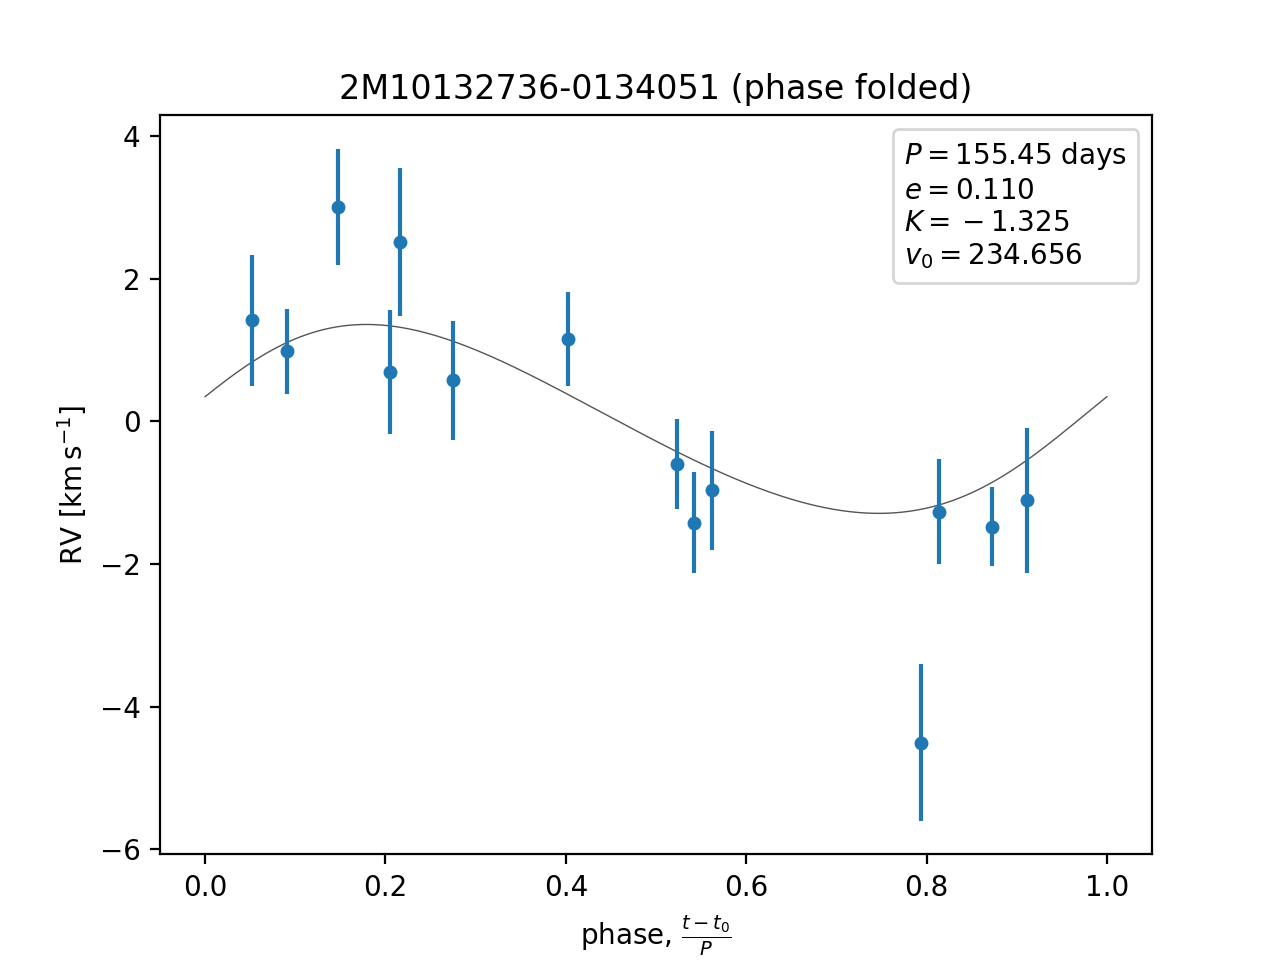 2M10132736-0134051 (phase folded)
P = 155.45 days
e = 0.110
K = −1.325
v₀ = 234.656
RV [km s⁻¹]
4
2
0
−2
−4
−6
0.0 0.2 0.4 0.6 0.8 1.0
phase, (t − t₀)/P